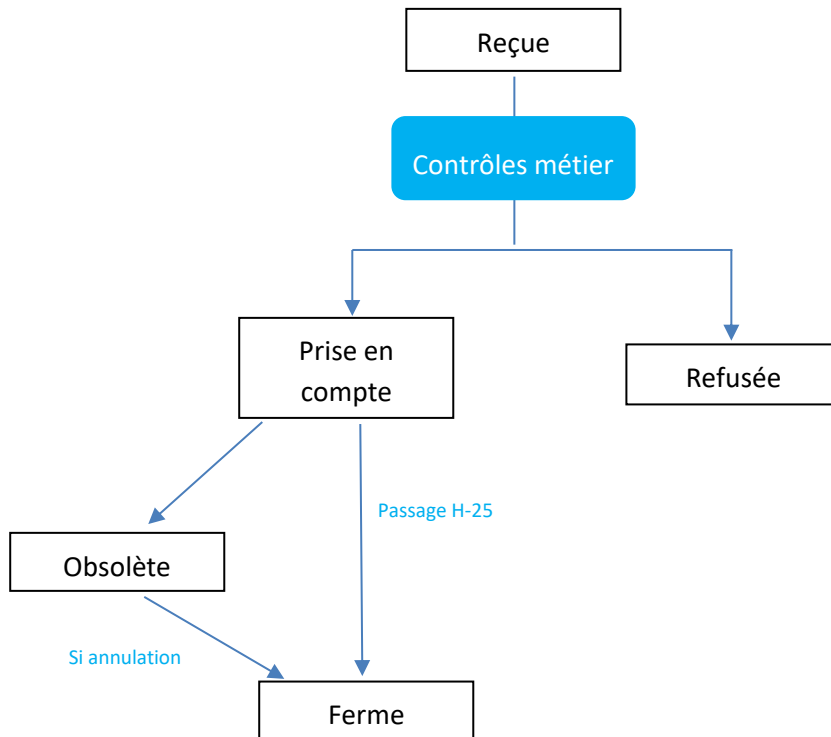 Reçue
Contrôles métier
Prise en
compte
Refusée
Passage H-25
Obsolète
Si annulation
Ferme